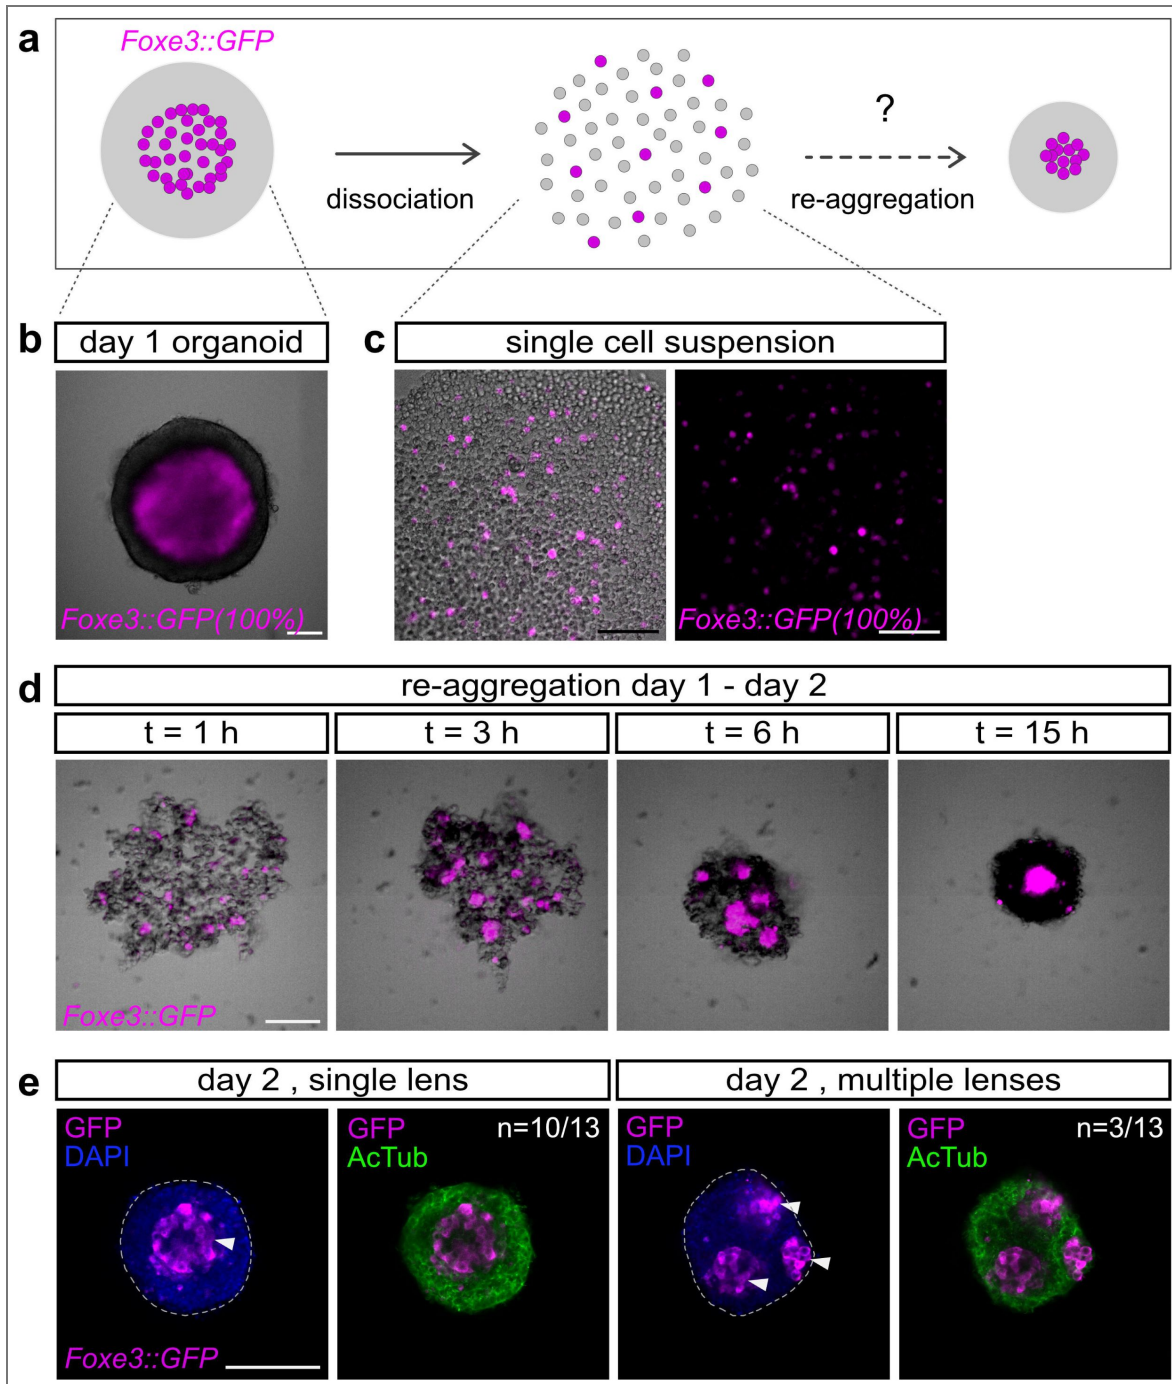 a
Foxe3::GFP
dissociation
?
re-aggregation
b
day 1 organoid
Foxe3::GFP(100%)
c
single cell suspension
Foxe3::GFP(100%)
d
re-aggregation day 1 - day 2
t = 1 h
t = 3 h
t = 6 h
t = 15 h
Foxe3::GFP
e
day 2 , single lens
day 2 , multiple lenses
GFP
DAPI
Foxe3::GFP
GFP
AcTub
n=10/13
GFP
DAPI
GFP
AcTub
n=3/13